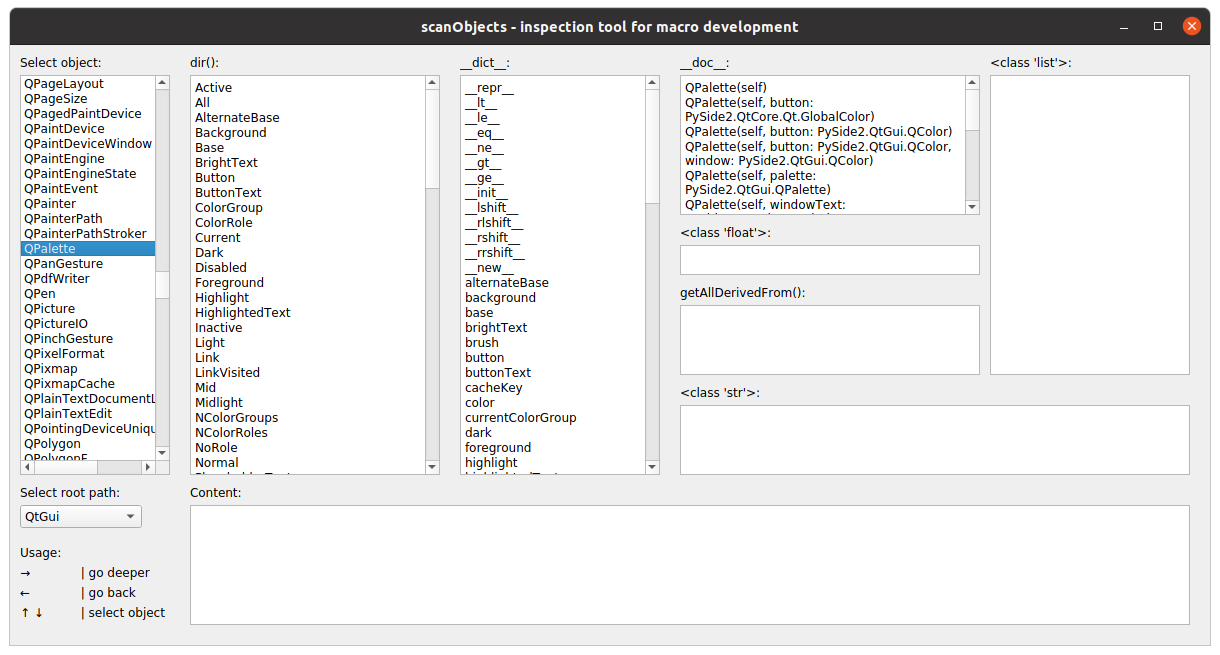 scanObjects - inspection tool for macro development
Select object:
QPageLayout
QPageSize
QPagedPaintDevice
QPaintDevice
QPaintDeviceWindow
QPaintEngine
QPaintEngineState
QPaintEvent
QPainter
QPainterPath
QPainterPathStroker
QPalette
QPanGesture
QPdfWriter
QPen
QPicture
QPictureIO
QPinchGesture
QPixelFormat
QPixmap
QPixmapCache
QPlainTextDocumentL
QPlainTextEdit
QPointingDeviceUniqu
QPolygon
QPolygonF
dir():
Active
All
AlternateBase
Background
Base
BrightText
Button
ButtonText
ColorGroup
ColorRole
Current
Dark
Disabled
Foreground
Highlight
HighlightedText
Inactive
Light
Link
LinkVisited
Mid
Midlight
NColorGroups
NColorRoles
NoRole
Normal
__dict__:
__repr__
__lt__
__le__
__eq__
__ne__
__gt__
__ge__
__init__
__lshift__
__rlshift__
__rshift__
__rrshift__
__new__
alternateBase
background
base
brightText
brush
button
buttonText
cacheKey
color
currentColorGroup
dark
foreground
highlight
__doc__:
QPalette(self)
QPalette(self, button:
PySide2.QtCore.Qt.GlobalColor)
QPalette(self, button: PySide2.QtGui.QColor)
QPalette(self, button: PySide2.QtGui.QColor,
window: PySide2.QtGui.QColor)
QPalette(self, palette:
PySide2.QtGui.QPalette)
QPalette(self, windowText:
<class 'float'>:
getAllDerivedFrom():
<class 'str'>:
<class 'list'>:
Select root path:
QtGui
Usage:
→ | go deeper
← | go back
↑ ↓ | select object
Content: